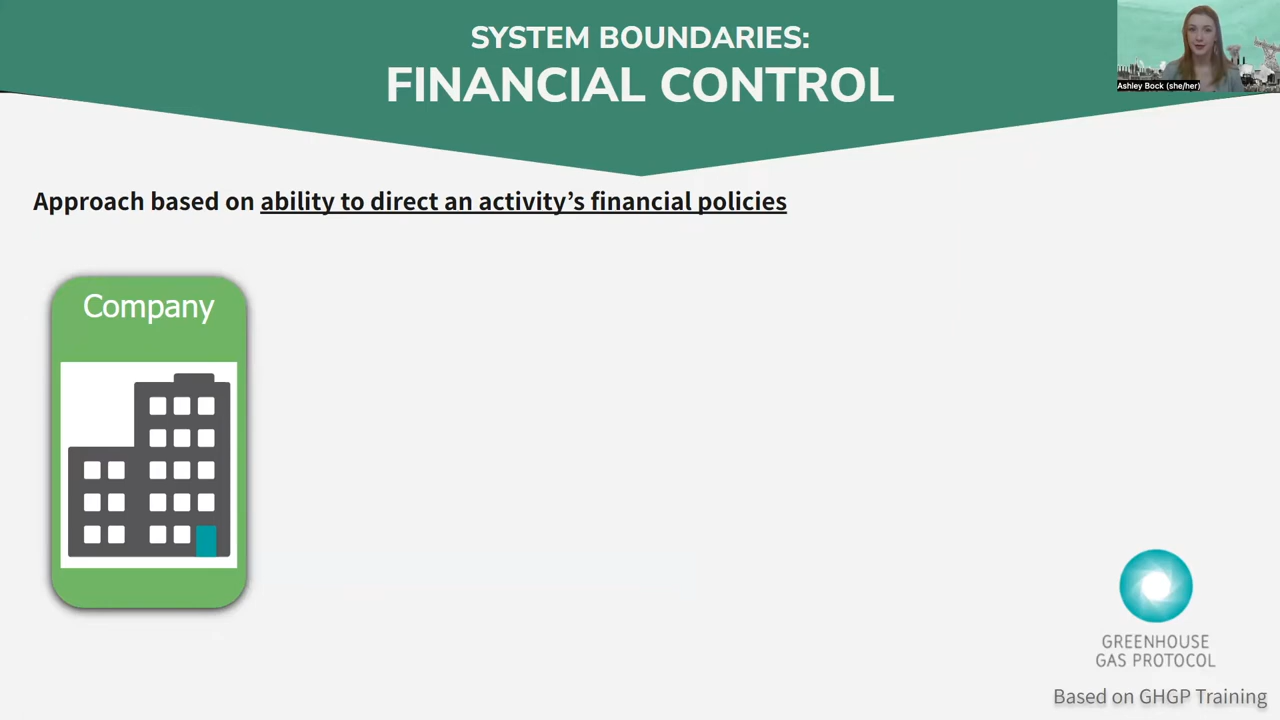 SYSTEM BOUNDARIES:
FINANCIAL CONTROL
Ashley Bock (she/her)
Approach based on ability to direct an activity’s financial policies
Company
GREENHOUSE
GAS PROTOCOL
Based on GHGP Training